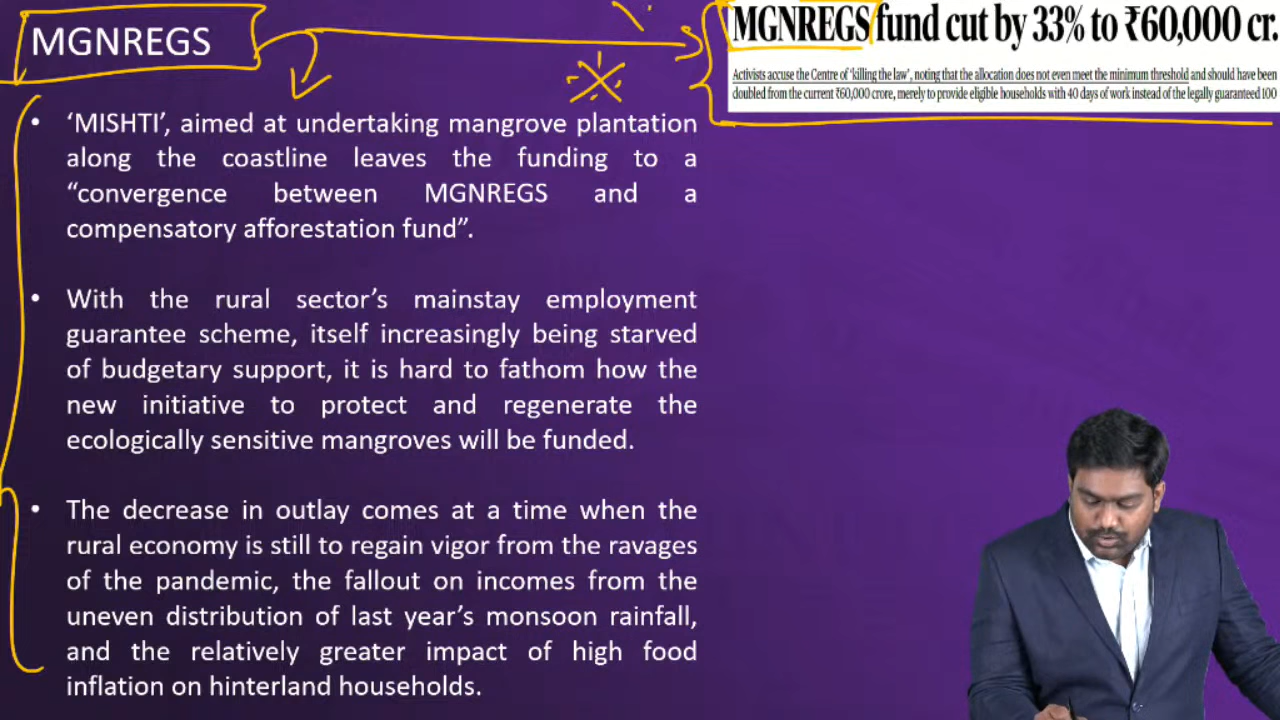 MGNREGS
MGNREGS fund cut by 33% to ₹60,000 cr.
Activists accuse the Centre of 'killing the law', noting that the allocation does not even meet the minimum threshold and should have been
doubled from the current ₹60,000 crore, merely to provide eligible households with 40 days of work instead of the legally guaranteed 100
• ‘MISHTI’, aimed at undertaking mangrove plantation
along the coastline leaves the funding to a
“convergence between MGNREGS and a
compensatory afforestation fund”.
• With the rural sector’s mainstay employment
guarantee scheme, itself increasingly being starved
of budgetary support, it is hard to fathom how the
new initiative to protect and regenerate the
ecologically sensitive mangroves will be funded.
• The decrease in outlay comes at a time when the
rural economy is still to regain vigor from the ravages
of the pandemic, the fallout on incomes from the
uneven distribution of last year’s monsoon rainfall,
and the relatively greater impact of high food
inflation on hinterland households.